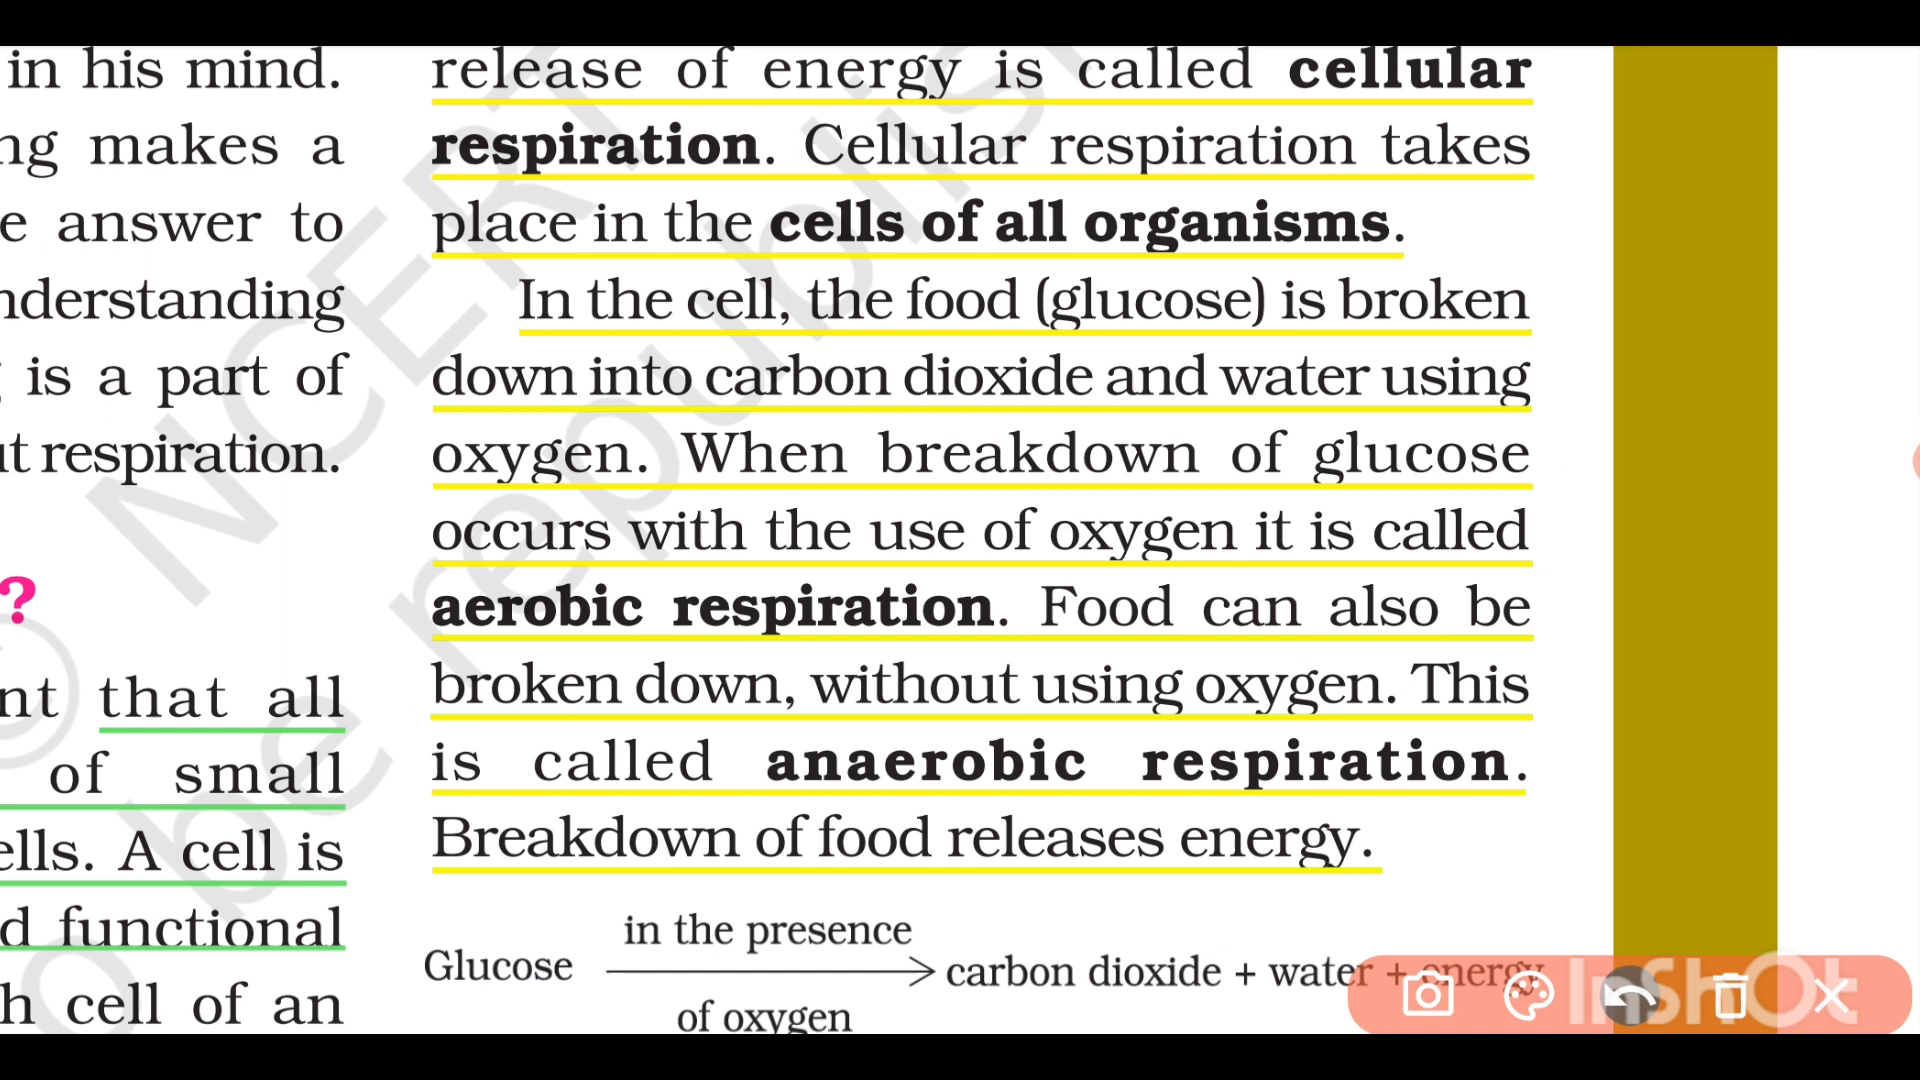 in his mind.
makes a
answer to
is a part of
respiration.
?
that all
of small
A cell is
functional
cell of an
release of energy is called cellular
respiration. Cellular respiration takes
place in the cells of all organisms.
In the cell, the food (glucose) is broken
down into carbon dioxide and water using
oxygen. When breakdown of glucose
occurs with the use of oxygen it is called
aerobic respiration. Food can also be
broken down, without using oxygen. This
is called anaerobic respiration.
Breakdown of food releases energy.
in the presence
Glucose carbon dioxide + water + energy
of oxygen
© NCERT
be republish
InShOt